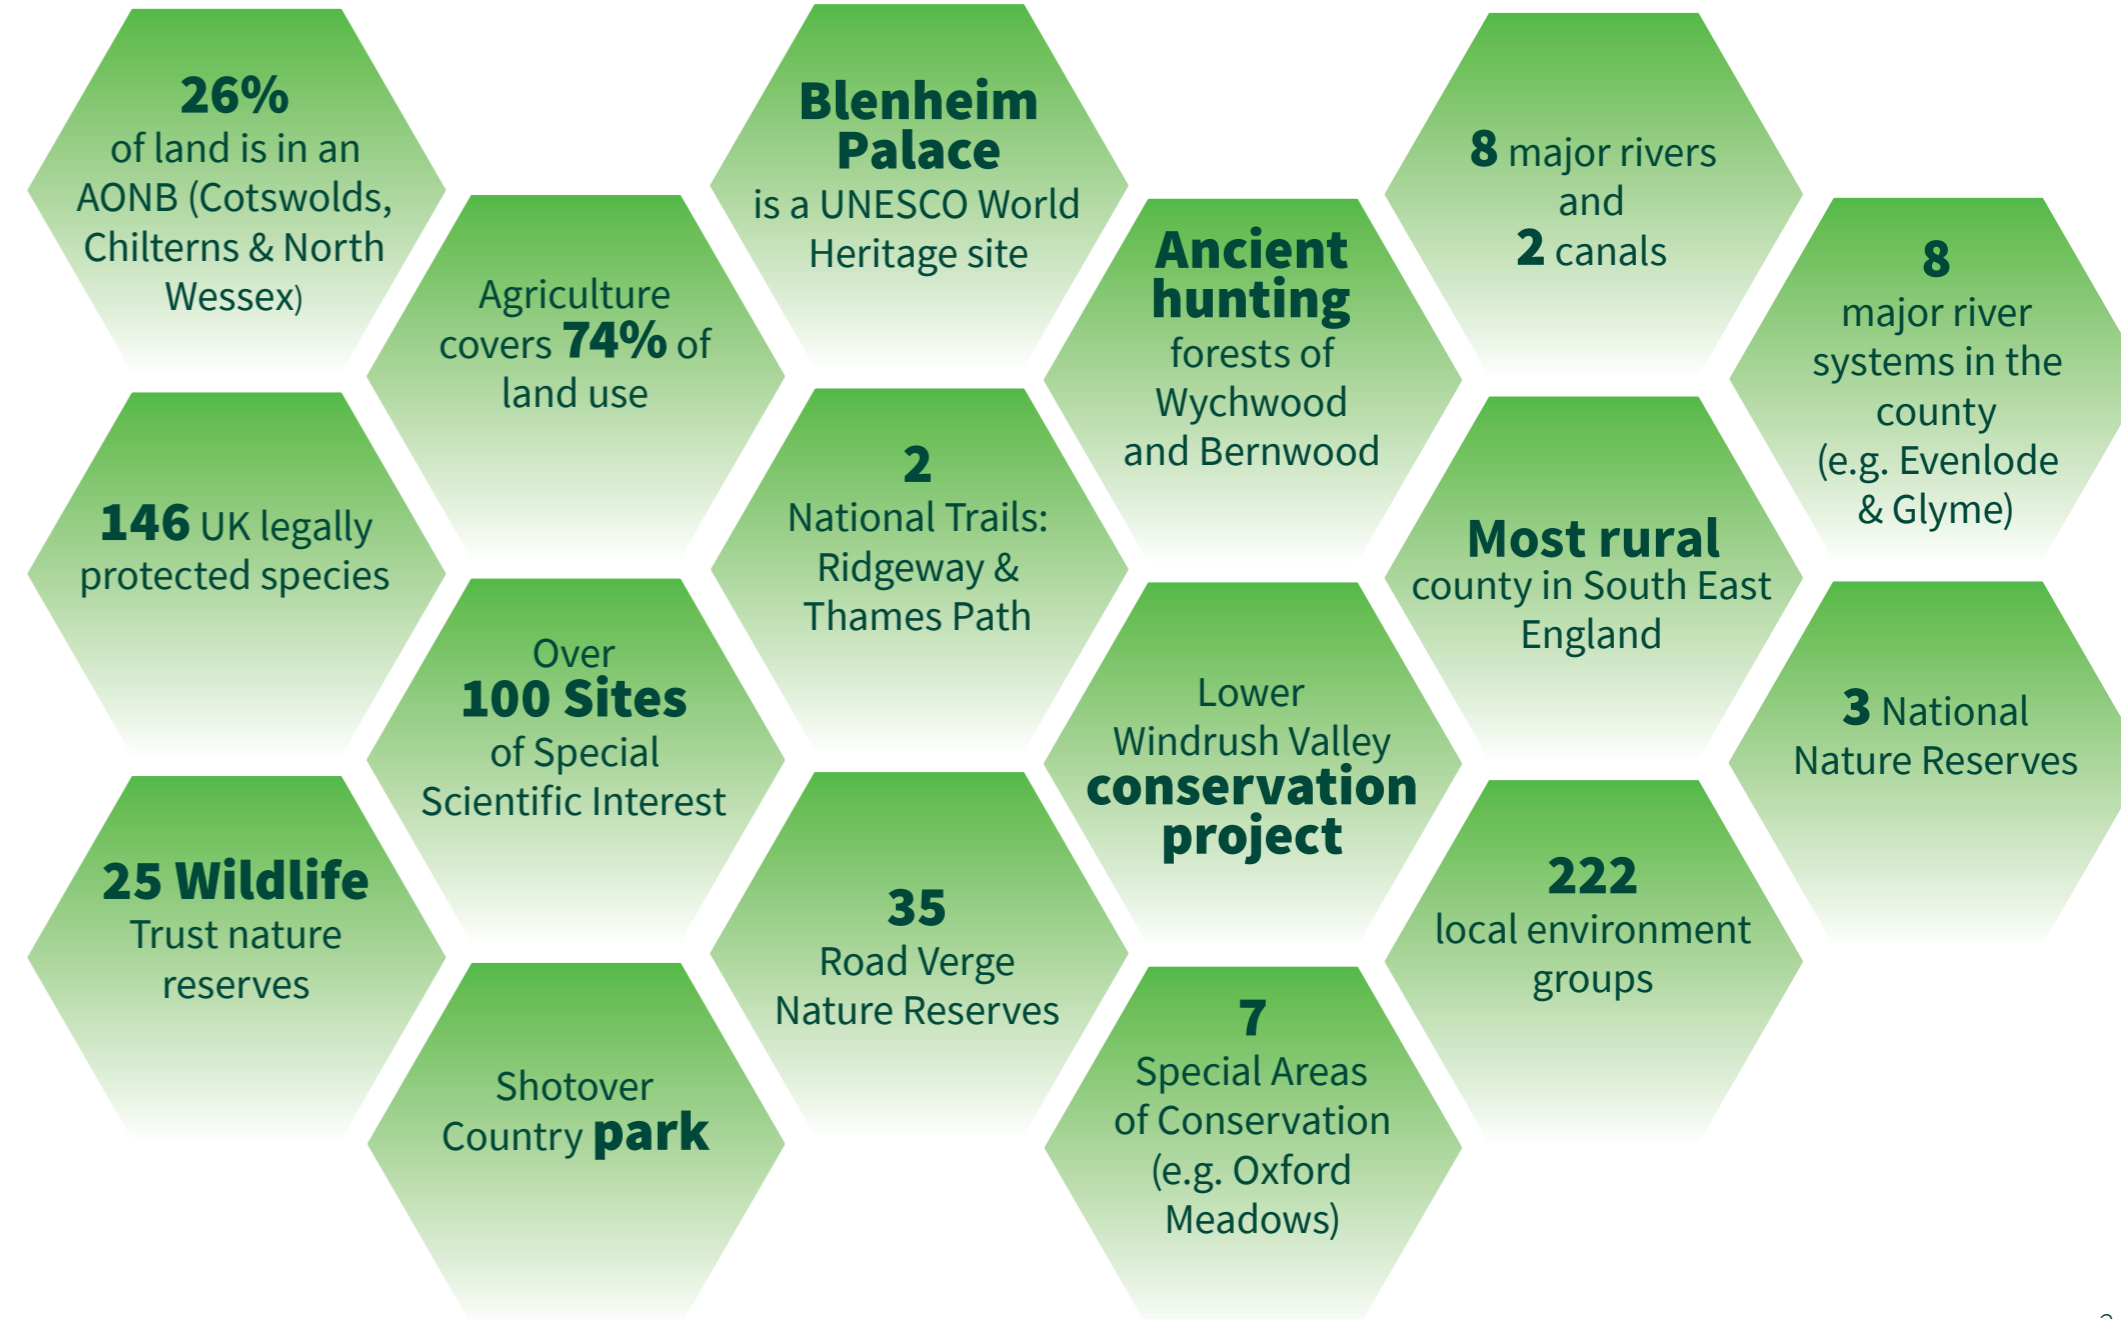 26%
of land is in an
AONB (Cotswolds,
Chilterns & North
Wessex)
146 UK legally
protected species
25 Wildlife
Trust nature
reserves
Agriculture
covers 74% of
land use
Over
100 Sites
of Special
Scientific Interest
Shotover
Country park
Blenheim
Palace
is a UNESCO World
Heritage site
2
National Trails:
Ridgeway &
Thames Path
35
Road Verge
Nature Reserves
Ancient
hunting
forests of
Wychwood
and Bernwood
Lower
Windrush Valley
conservation
project
7
Special Areas
of Conservation
(e.g. Oxford
Meadows)
8 major rivers
and
2 canals
Most rural
county in South East
England
222
local environment
groups
8
major river
systems in the
county
(e.g. Evenlode
& Glyme)
3 National
Nature Reserves